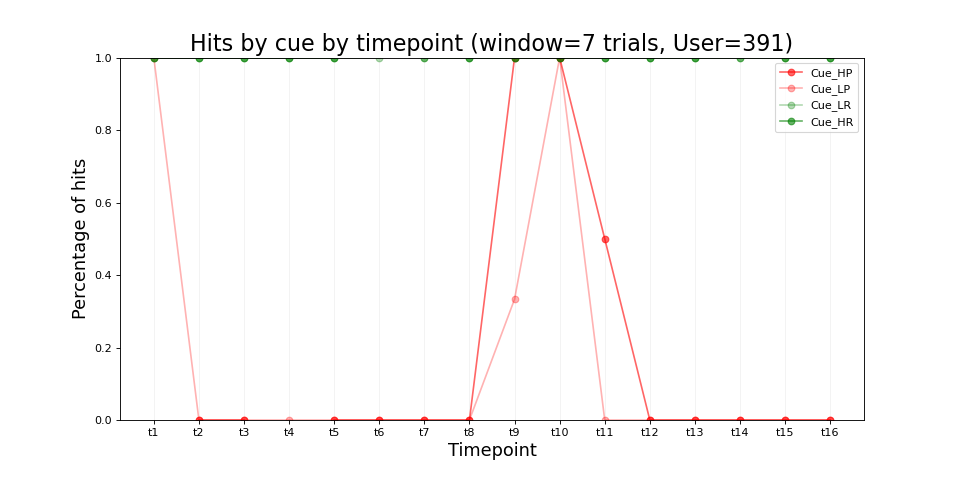 Hits by cue by timepoint (window=7 trials, User=391)
Percentage of hits
1.0
0.8
0.6
0.4
0.2
0.0
Cue_HP
Cue_LP
Cue_LR
Cue_HR
t1 t2 t3 t4 t5 t6 t7 t8 t9 t10 t11 t12 t13 t14 t15 t16
Timepoint